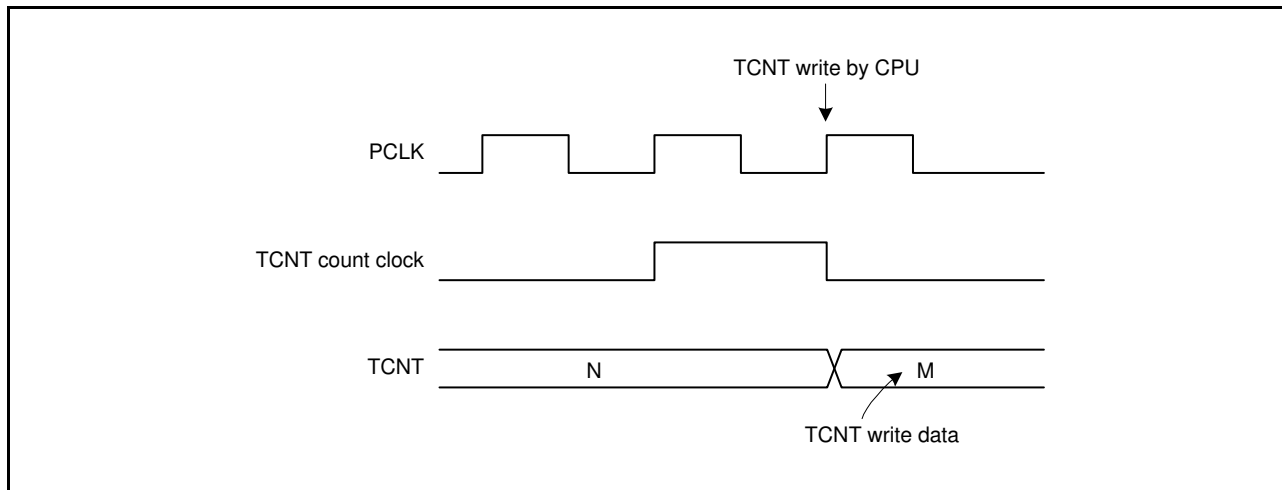 TCNT write by CPU
PCLK
TCNT count clock
TCNT
N
M
TCNT write data